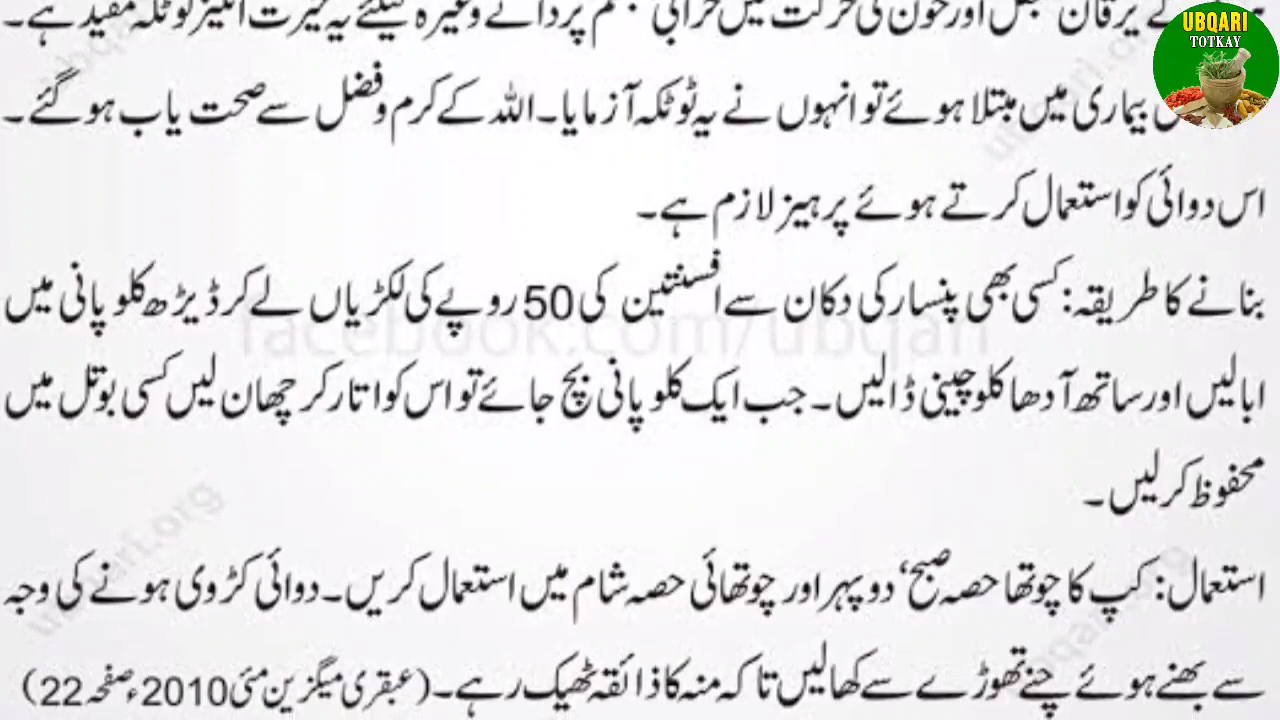 یرقان اور خون کی حرکت میں خرابی جسم پر دانے وغیرہ کیلئے یہ حیرت انگیز ٹوٹکہ مفید ہے۔
UBQARI
TOTKAY
بیماری میں مبتلا ہوئے تو انہوں نے یہ ٹوٹکہ آزمایا۔ اللہ کے کرم و فضل سے صحت یاب ہو گئے۔
اس دوائی کو استعمال کرتے ہوئے پرہیز لازم ہے۔
بنانے کا طریقہ: کسی بھی پنسار کی دکان سے افسنتین کی 50 روپے کی لکڑیاں لے کر ڈیڑھ کلو پانی میں
ابالیں اور ساتھ آدھا کلو چینی ڈالیں۔ جب ایک کلو پانی بچ جائے تو اس کو اتار کر چھان لیں کسی بوتل میں
محفوظ کر لیں۔
استعمال: کپ کا چوتھا حصہ صبح‘ دوپہر اور چوتھائی حصہ شام میں استعمال کریں۔ دوائی کڑوی ہونے کی وجہ
سے بھنے ہوئے چنے تھوڑے سے کھالیں تاکہ منہ کا ذائقہ ٹھیک رہے۔ (عبقری میگزین مئی 2010ء صفحہ 22)
facebook.com/ubqari
ubqari.org